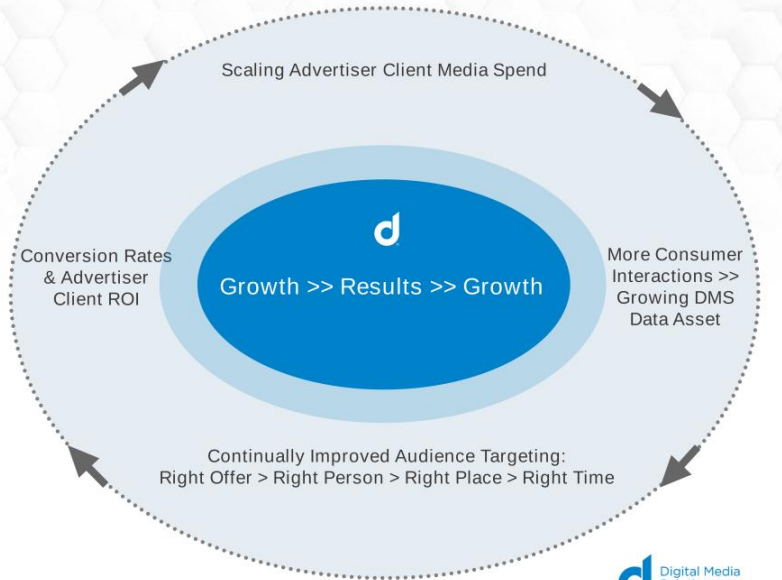 Scaling Advertiser Client Media Spend
Conversion Rates
& Advertiser
Client ROI
Growth >> Results >> Growth
More Consumer
Interactions >>
Growing DMS
Data Asset
Continually Improved Audience Targeting:
Right Offer > Right Person > Right Place > Right Time
Digital Media